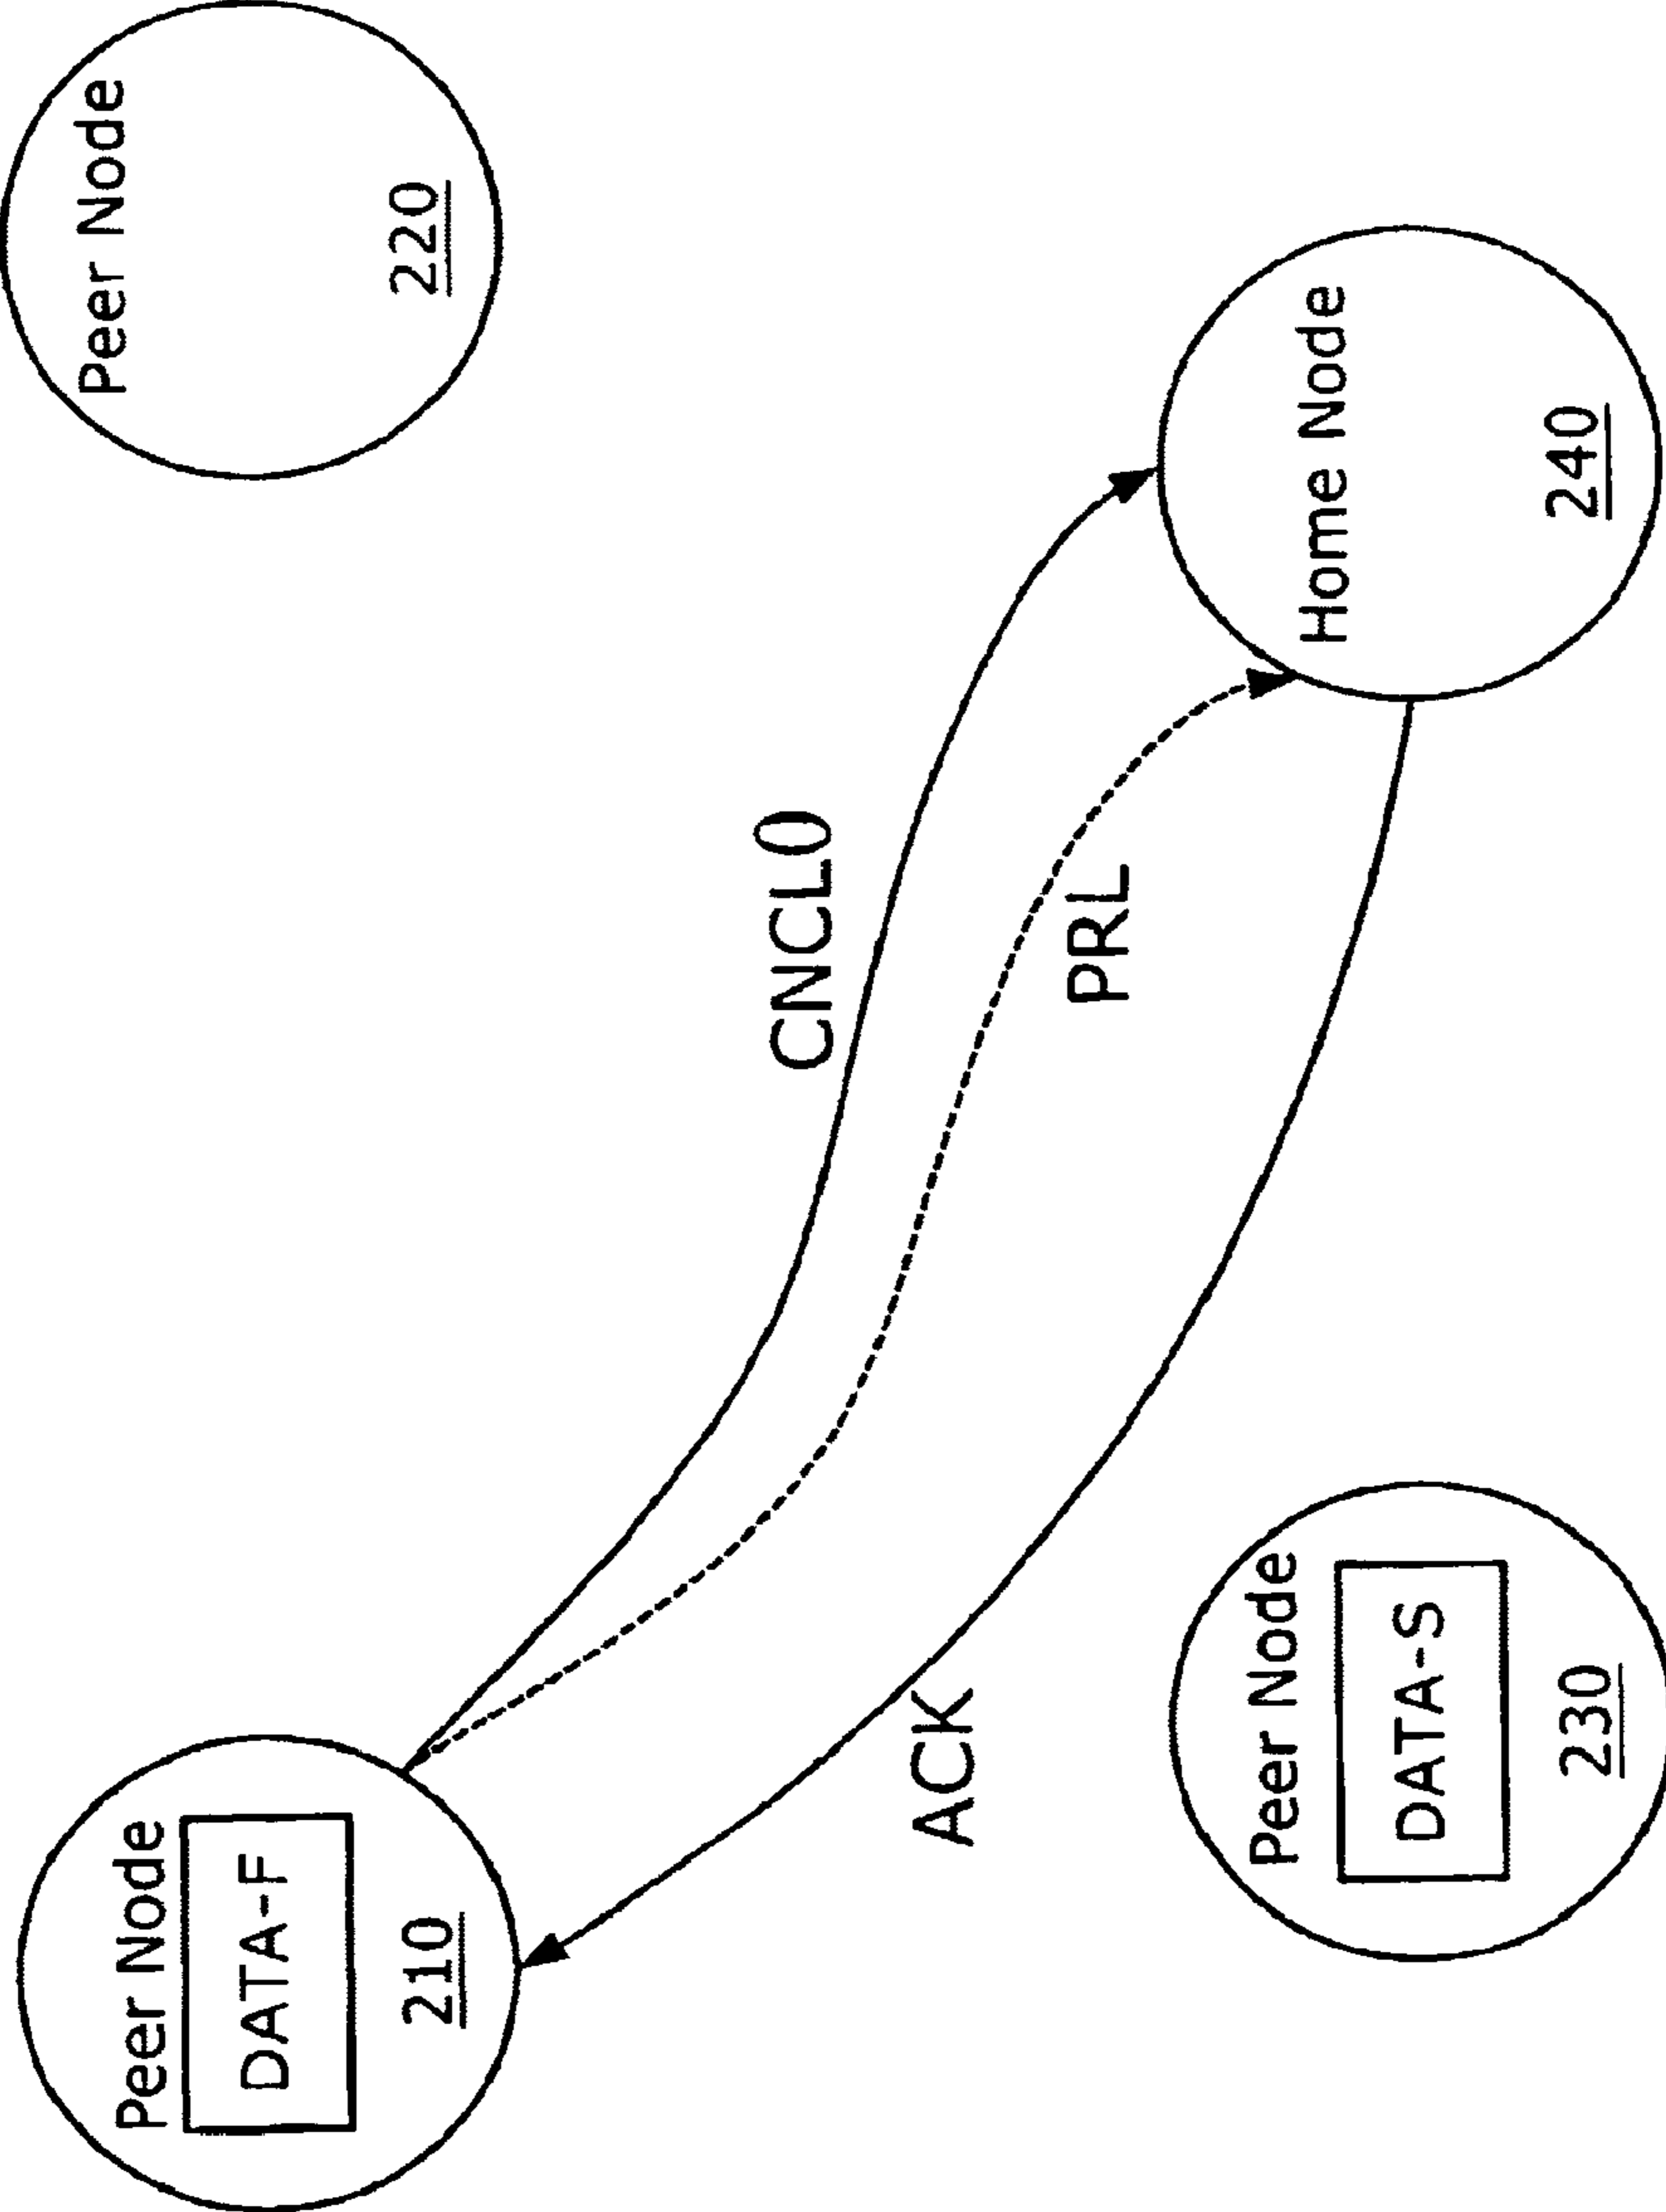 Peer Node
DATA-F
210
Peer Node
220
CNCL0
PRL
ACK
Peer Node
DATA-S
230
Home Node
240